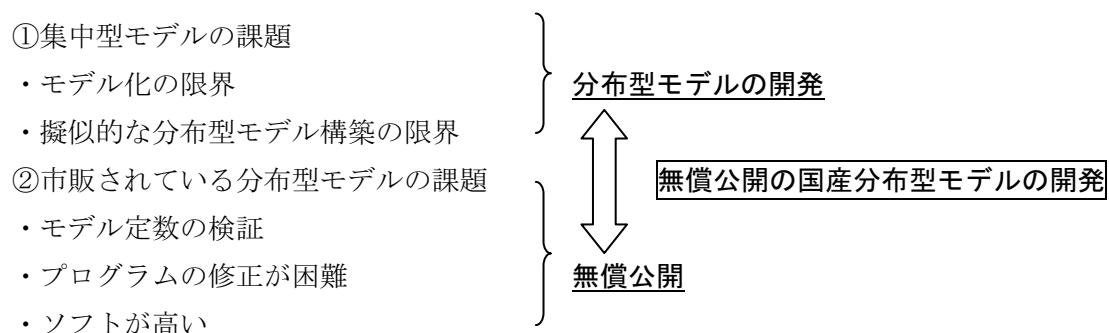 ①集中型モデルの課題
・モデル化の限界
・擬似的な分布型モデル構築の限界
分布型モデルの開発
②市販されている分布型モデルの課題
・モデル定数の検証
・プログラムの修正が困難
・ソフトが高い
無償公開
無償公開の国産分布型モデルの開発